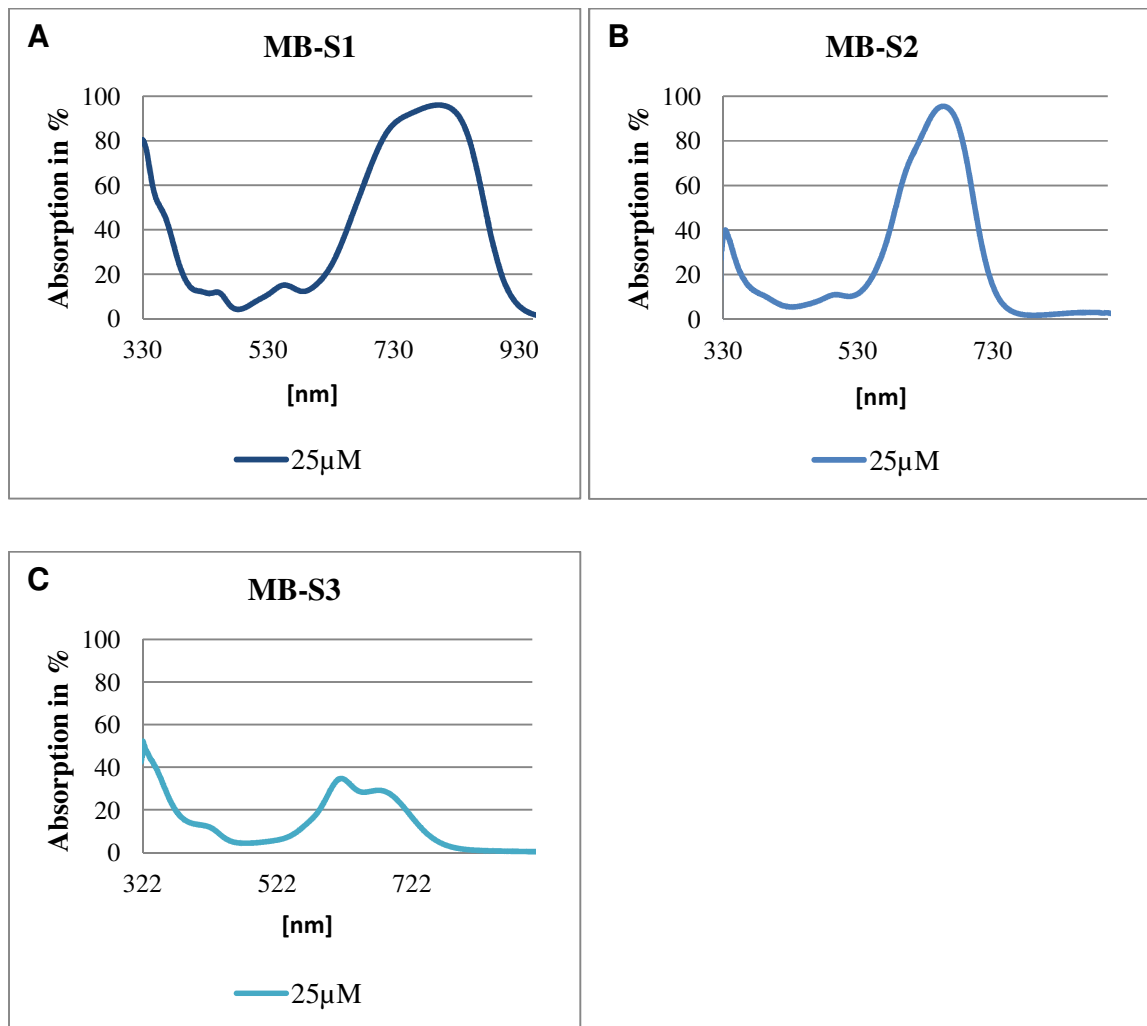 A
MB-S1
Absorption in %
100
80
60
40
20
0
330 530 730 930
[nm]
25µM
B
MB-S2
Absorption in %
100
80
60
40
20
0
330 530 730
[nm]
25µM
C
MB-S3
Absorption in %
100
80
60
40
20
0
322 522 722
[nm]
25µM